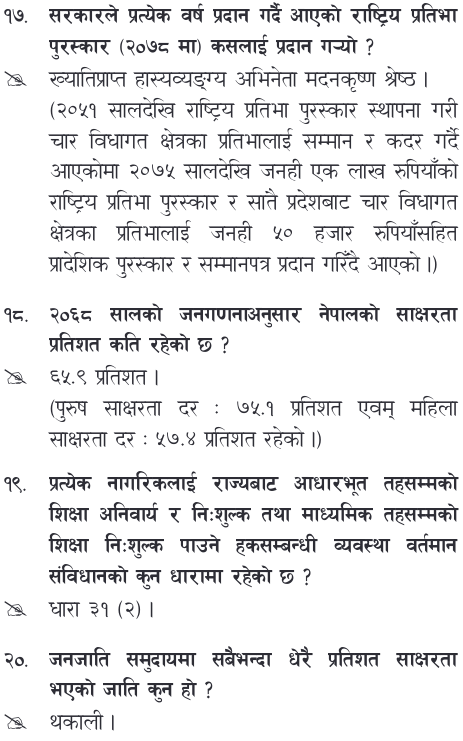 १७. सरकारले प्रत्येक वर्ष प्रदान गर्दै आएको राष्ट्रिय प्रतिभा
पुरस्कार (२०७८ मा) कसलाई प्रदान गऱ्यो ?
ख्यातिप्राप्त हास्यव्यङ्ग्य अभिनेता मदनकृष्ण श्रेष्ठ ।
(२०५१ सालदेखि राष्ट्रिय प्रतिभा पुरस्कार स्थापना गरी
चार विधागत क्षेत्रका प्रतिभालाई सम्मान र कदर गर्दै
आएकोमा २०७५ सालदेखि जनही एक लाख रुपियाँको
राष्ट्रिय प्रतिभा पुरस्कार र सातै प्रदेशबाट चार विधागत
क्षेत्रका प्रतिभालाई जनही ५० हजार रुपियाँसहित
प्रादेशिक पुरस्कार र सम्मानपत्र प्रदान गरिँदै आएको ।)
१८. २०६८ सालको जनगणनाअनुसार नेपालको साक्षरता
प्रतिशत कति रहेको छ ?
६५.९ प्रतिशत ।
(पुरुष साक्षरता दर : ७५.१ प्रतिशत एवम् महिला
साक्षरता दर : ५७.४ प्रतिशत रहेको ।)
१९. प्रत्येक नागरिकलाई राज्यबाट आधारभूत तहसम्मको
शिक्षा अनिवार्य र निःशुल्क तथा माध्यमिक तहसम्मको
शिक्षा निःशुल्क पाउने हकसम्बन्धी व्यवस्था वर्तमान
संविधानको कुन धारामा रहेको छ ?
धारा ३१ (२) ।
२०. जनजाति समुदायमा सबैभन्दा धेरै प्रतिशत साक्षरता
भएको जाति कुन हो ?
थकाली ।